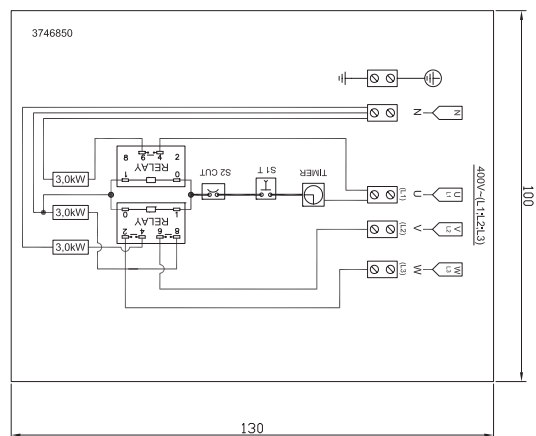 3746850
N N
8 6 4 2
RELAY
1 0
3,0kW
S2 CUT
S1 T
TIMER
(L1) U U L1
400V~(L1;L2;L3)
100
3,0kW
0 1
RELAY
2 4 6 8
(L2) V V L2
3,0kW
(L3) W W L3
130